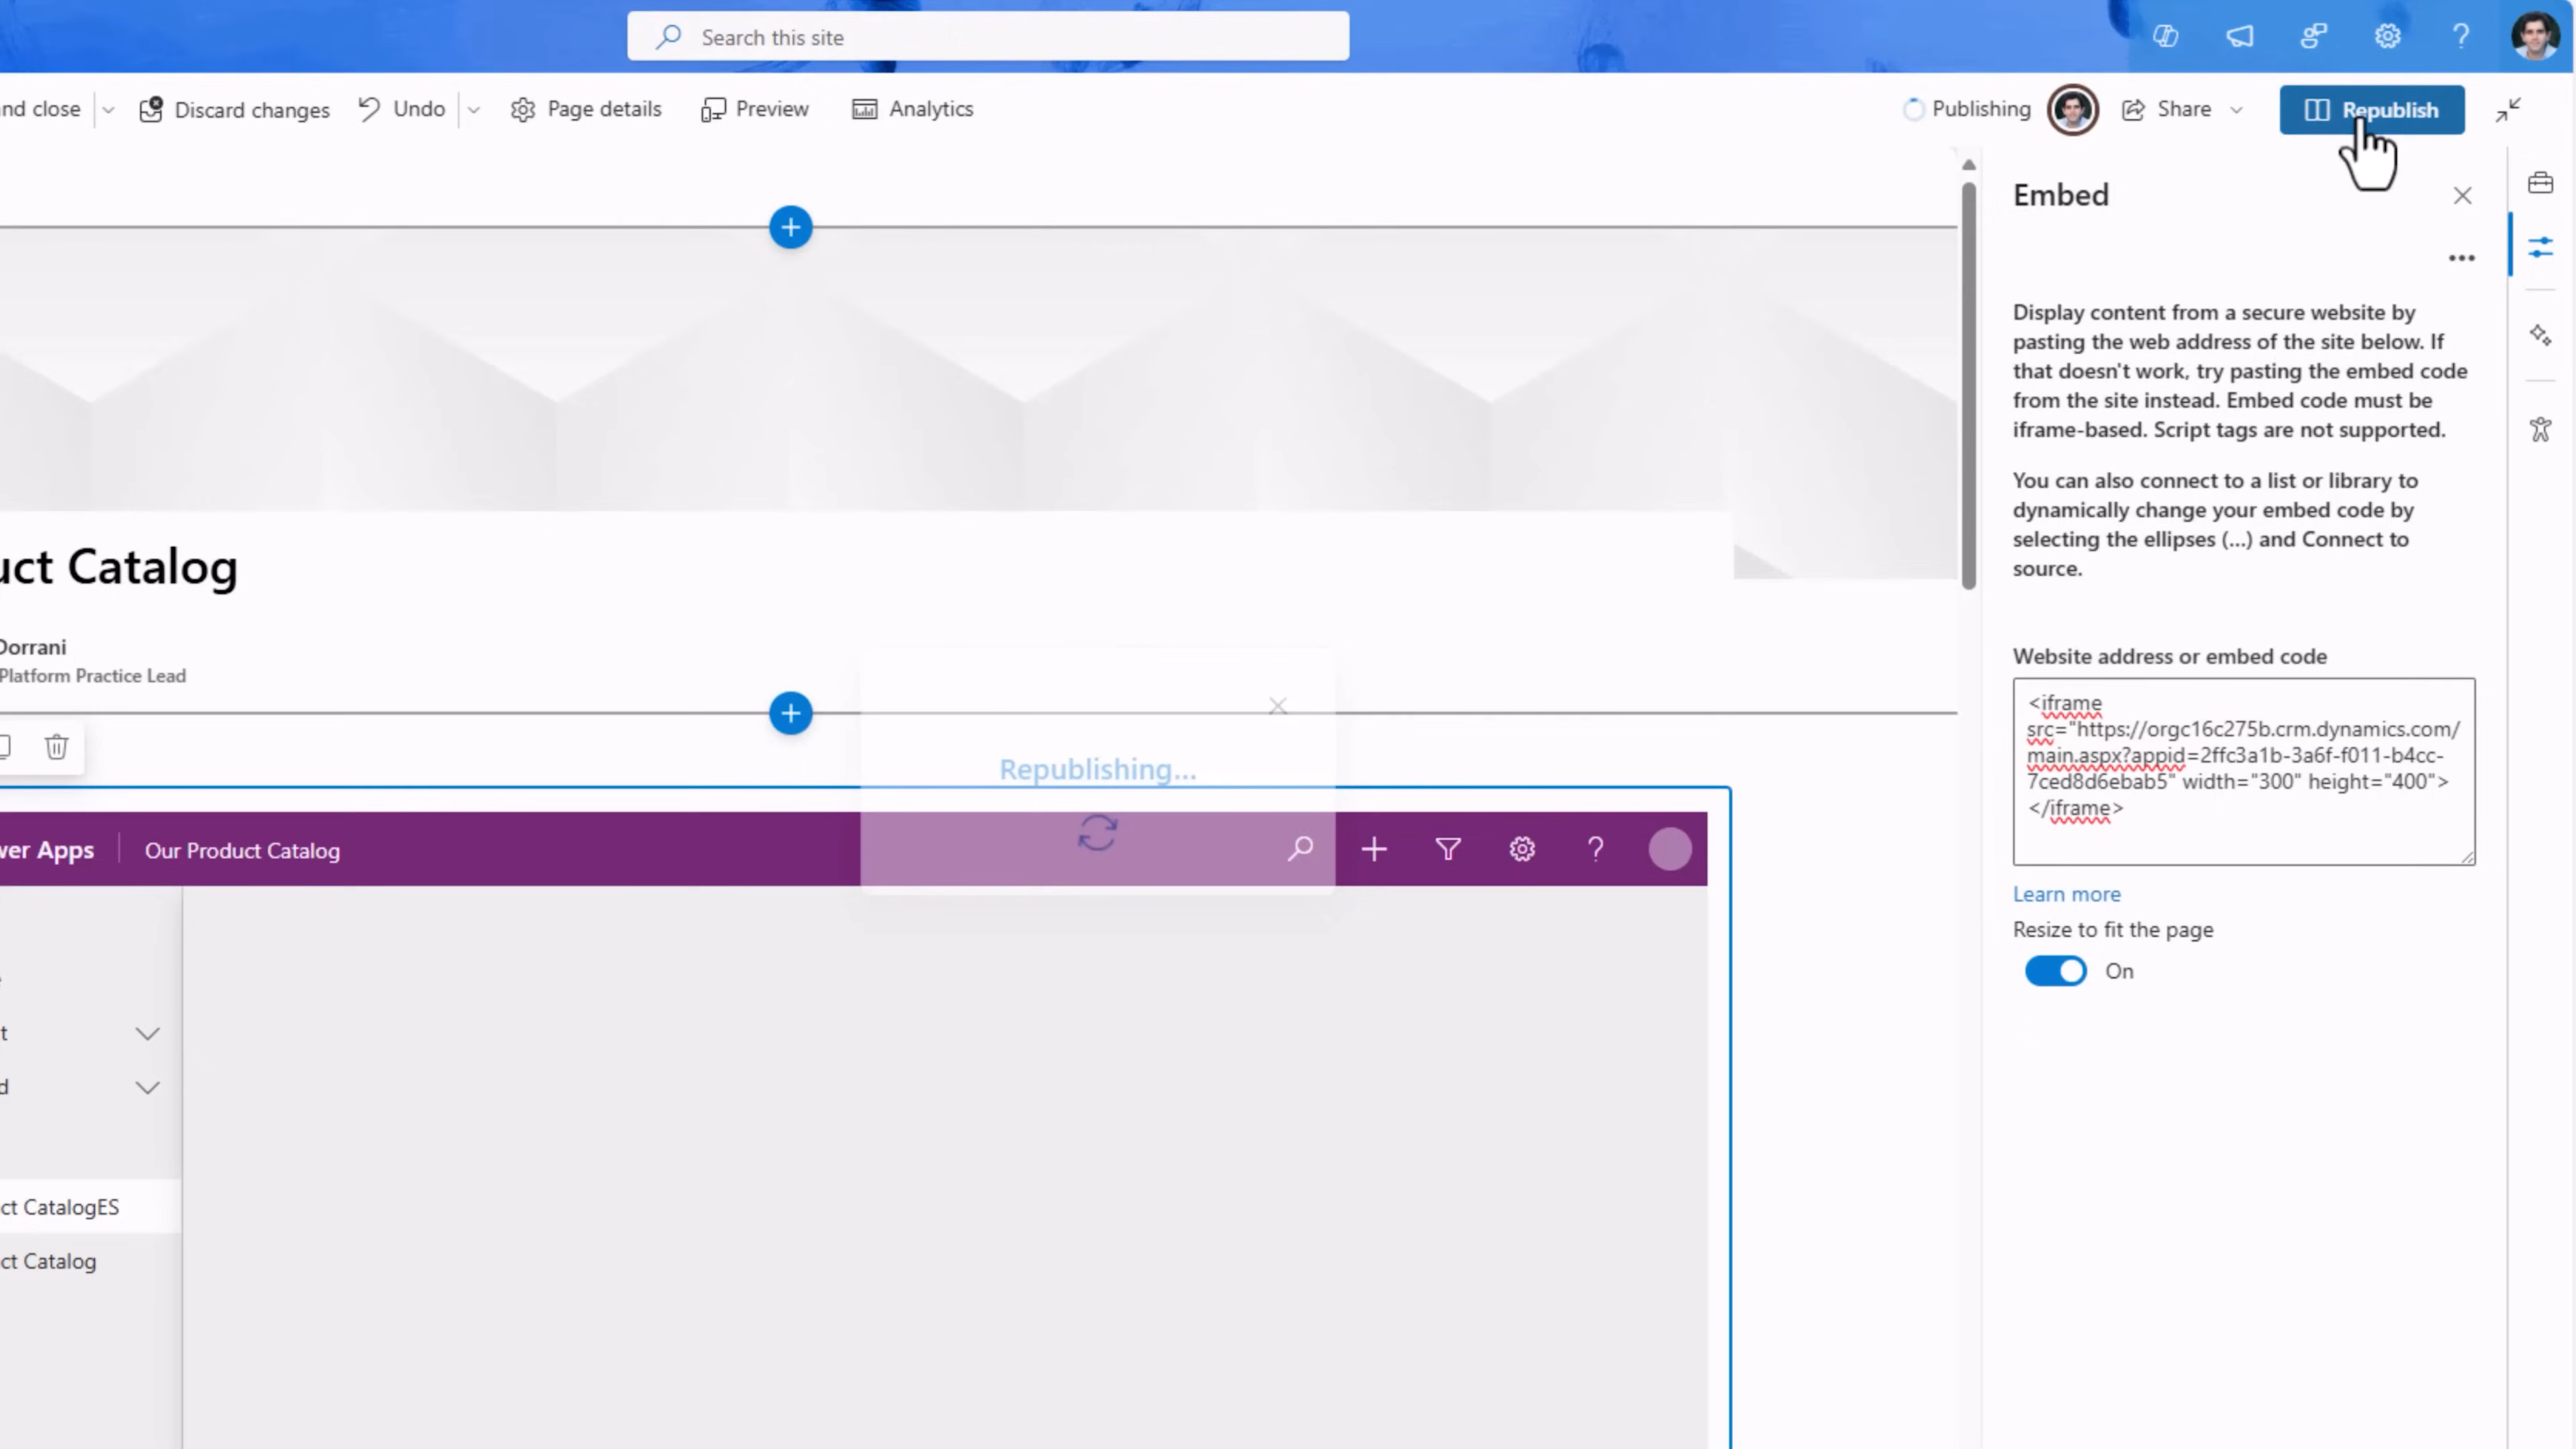 Search this site
nd close
Discard changes
Undo
Page details
Preview
Analytics
Publishing
Share
Republish
Embed
Display content from a secure website by
pasting the web address of the site below. If
that doesn't work, try pasting the embed code
from the site instead. Embed code must be
iframe-based. Script tags are not supported.
You can also connect to a list or library to
dynamically change your embed code by
selecting the ellipses (...) and Connect to
source.
Website address or embed code
<iframe
src="https://orgc16c275b.crm.dynamics.com/
main.aspx?appid=2ffc3a1b-3a6f-f011-b4cc-
7ced8d6ebab5" width="300" height="400">
</iframe>
Learn more
Resize to fit the page
On
uct Catalog
Dorrani
Platform Practice Lead
Republishing...
wer Apps
Our Product Catalog
t
d
ct CatalogES
ct Catalog